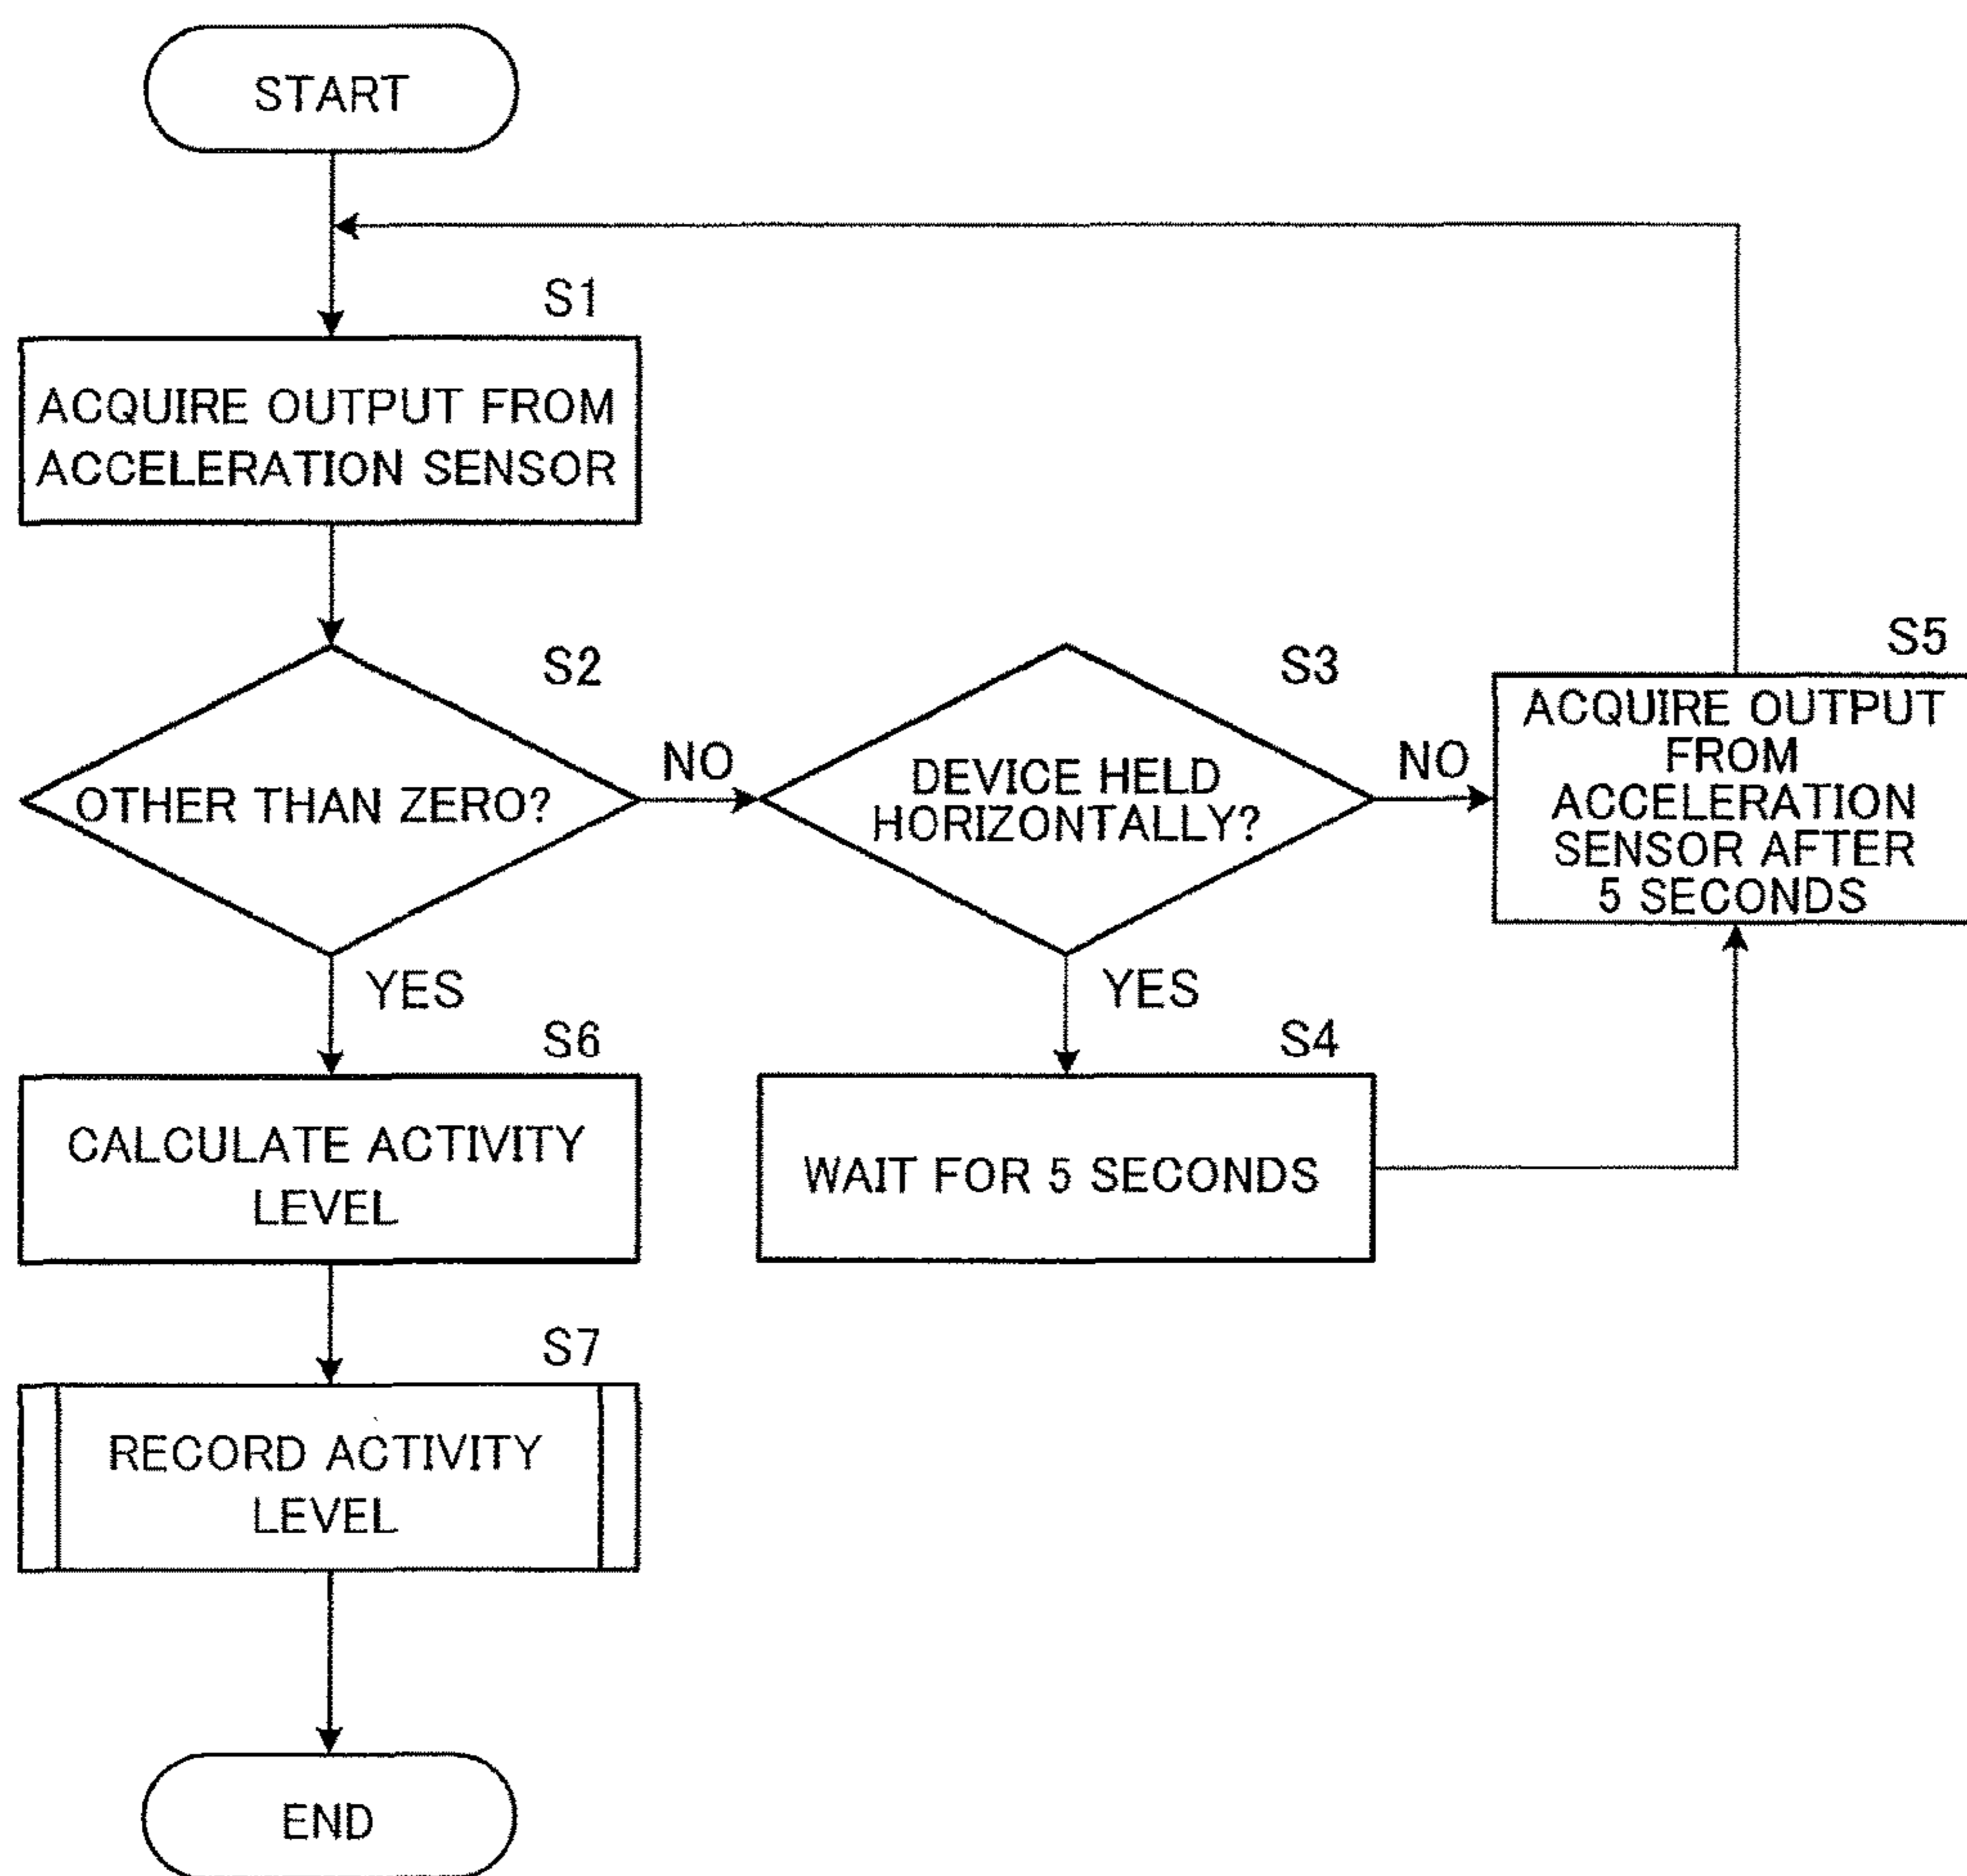 START
S1
ACQUIRE OUTPUT FROM
ACCELERATION SENSOR
S2
OTHER THAN ZERO?
NO
YES
S3
DEVICE HELD
HORIZONTALLY?
NO
YES
S5
ACQUIRE OUTPUT
FROM
ACCELERATION
SENSOR AFTER
5 SECONDS
S4
WAIT FOR 5 SECONDS
S6
CALCULATE ACTIVITY
LEVEL
S7
RECORD ACTIVITY
LEVEL
END